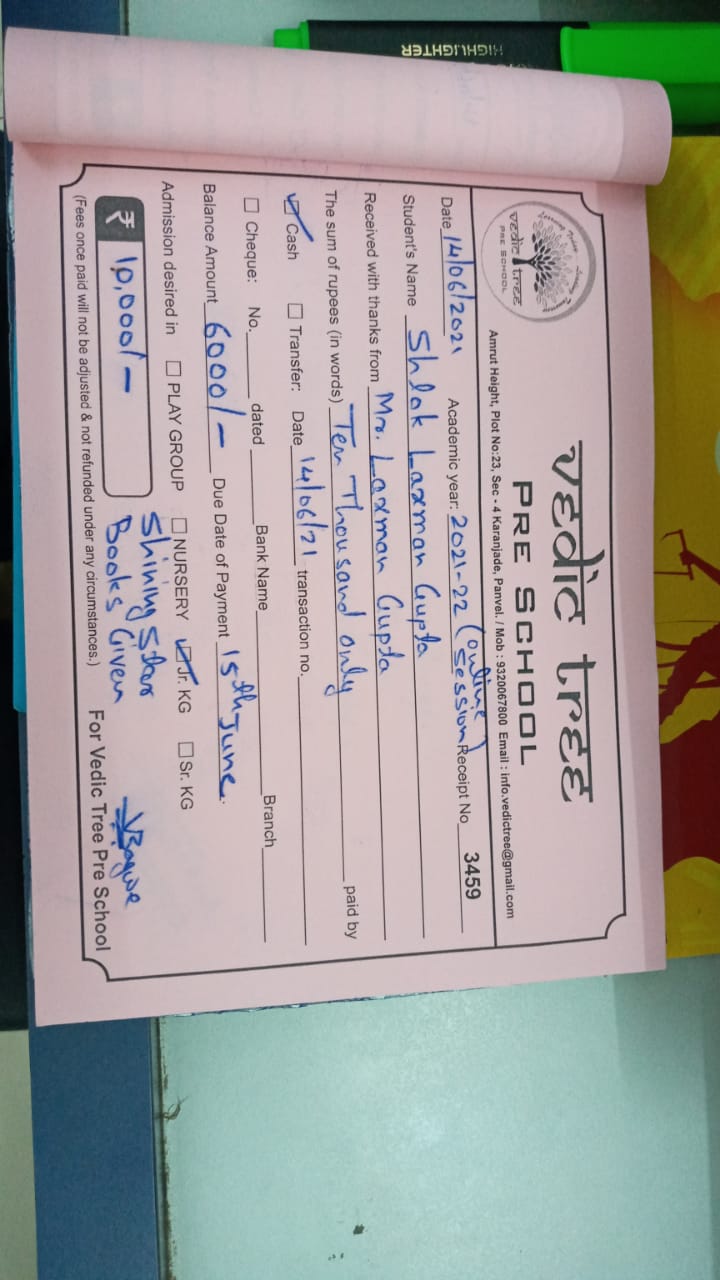 HIGHLIGHTER
vedic tree
PRE SCHOOL
vedic tree
PRE SCHOOL
Amrut Height, Plot No:23, Sec - 4 Karanjade, Panvel. / Mob : 9320067800 Email : info.vedictree@gmail.com
Date 14/06/2021 Academic year: 2021-22 (online session) Receipt No 3459
Student's Name Shlok Laxman Gupta
Received with thanks from Mr. Laxman Gupta
The sum of rupees (in words) Ten Thousand only paid by
Cash Transfer: Date 14/06/21 transaction no.
Cheque: No. dated Bank Name Branch
Balance Amount 6000/- Due Date of Payment 15th June.
Admission desired in PLAY GROUP NURSERY Jr. KG Sr. KG
₹ 10,000/- Shining Star
Books Given
For Vedic Tree Pre School
(Fees once paid will not be adjusted & not refunded under any circumstances.)